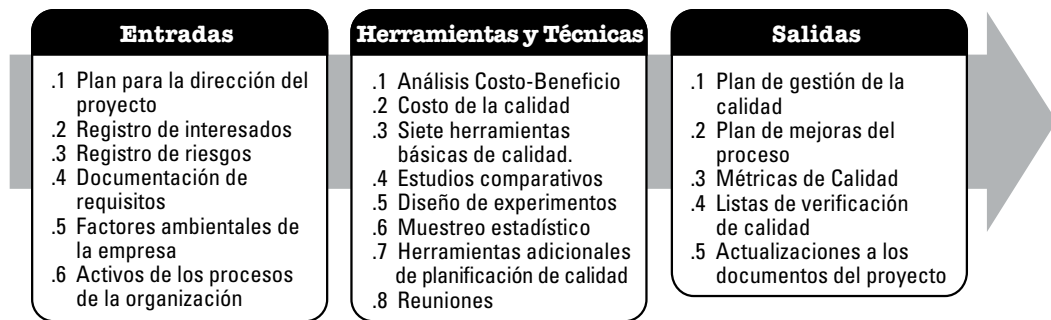 Entradas
.1 Plan para la dirección del
proyecto
.2 Registro de interesados
.3 Registro de riesgos
.4 Documentación de
requisitos
.5 Factores ambientales de
la empresa
.6 Activos de los procesos
de la organización
Herramientas y Técnicas
.1 Análisis Costo-Beneficio
.2 Costo de la calidad
.3 Siete herramientas
básicas de calidad.
.4 Estudios comparativos
.5 Diseño de experimentos
.6 Muestreo estadístico
.7 Herramientas adicionales
de planificación de calidad
.8 Reuniones
Salidas
.1 Plan de gestión de la
calidad
.2 Plan de mejoras del
proceso
.3 Métricas de Calidad
.4 Listas de verificación
de calidad
.5 Actualizaciones a los
documentos del proyecto